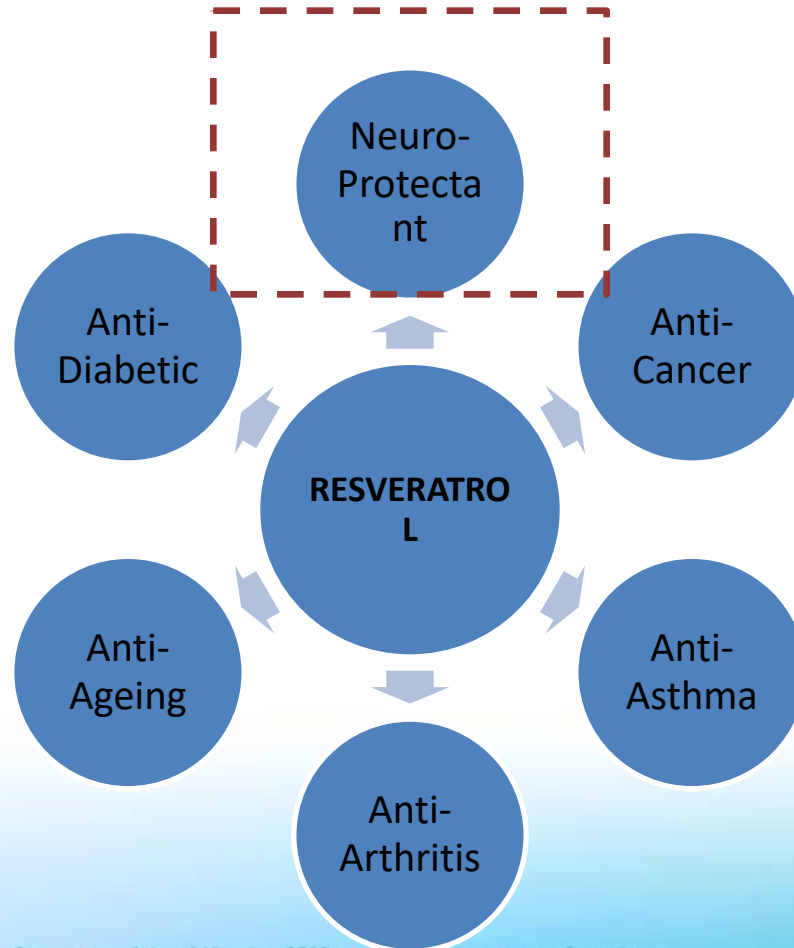 Neuro-
Protecta
nt
Anti-
Diabetic
Anti-
Cancer
RESVERATRO
L
Anti-
Ageing
Anti-
Asthma
Anti-
Arthritis